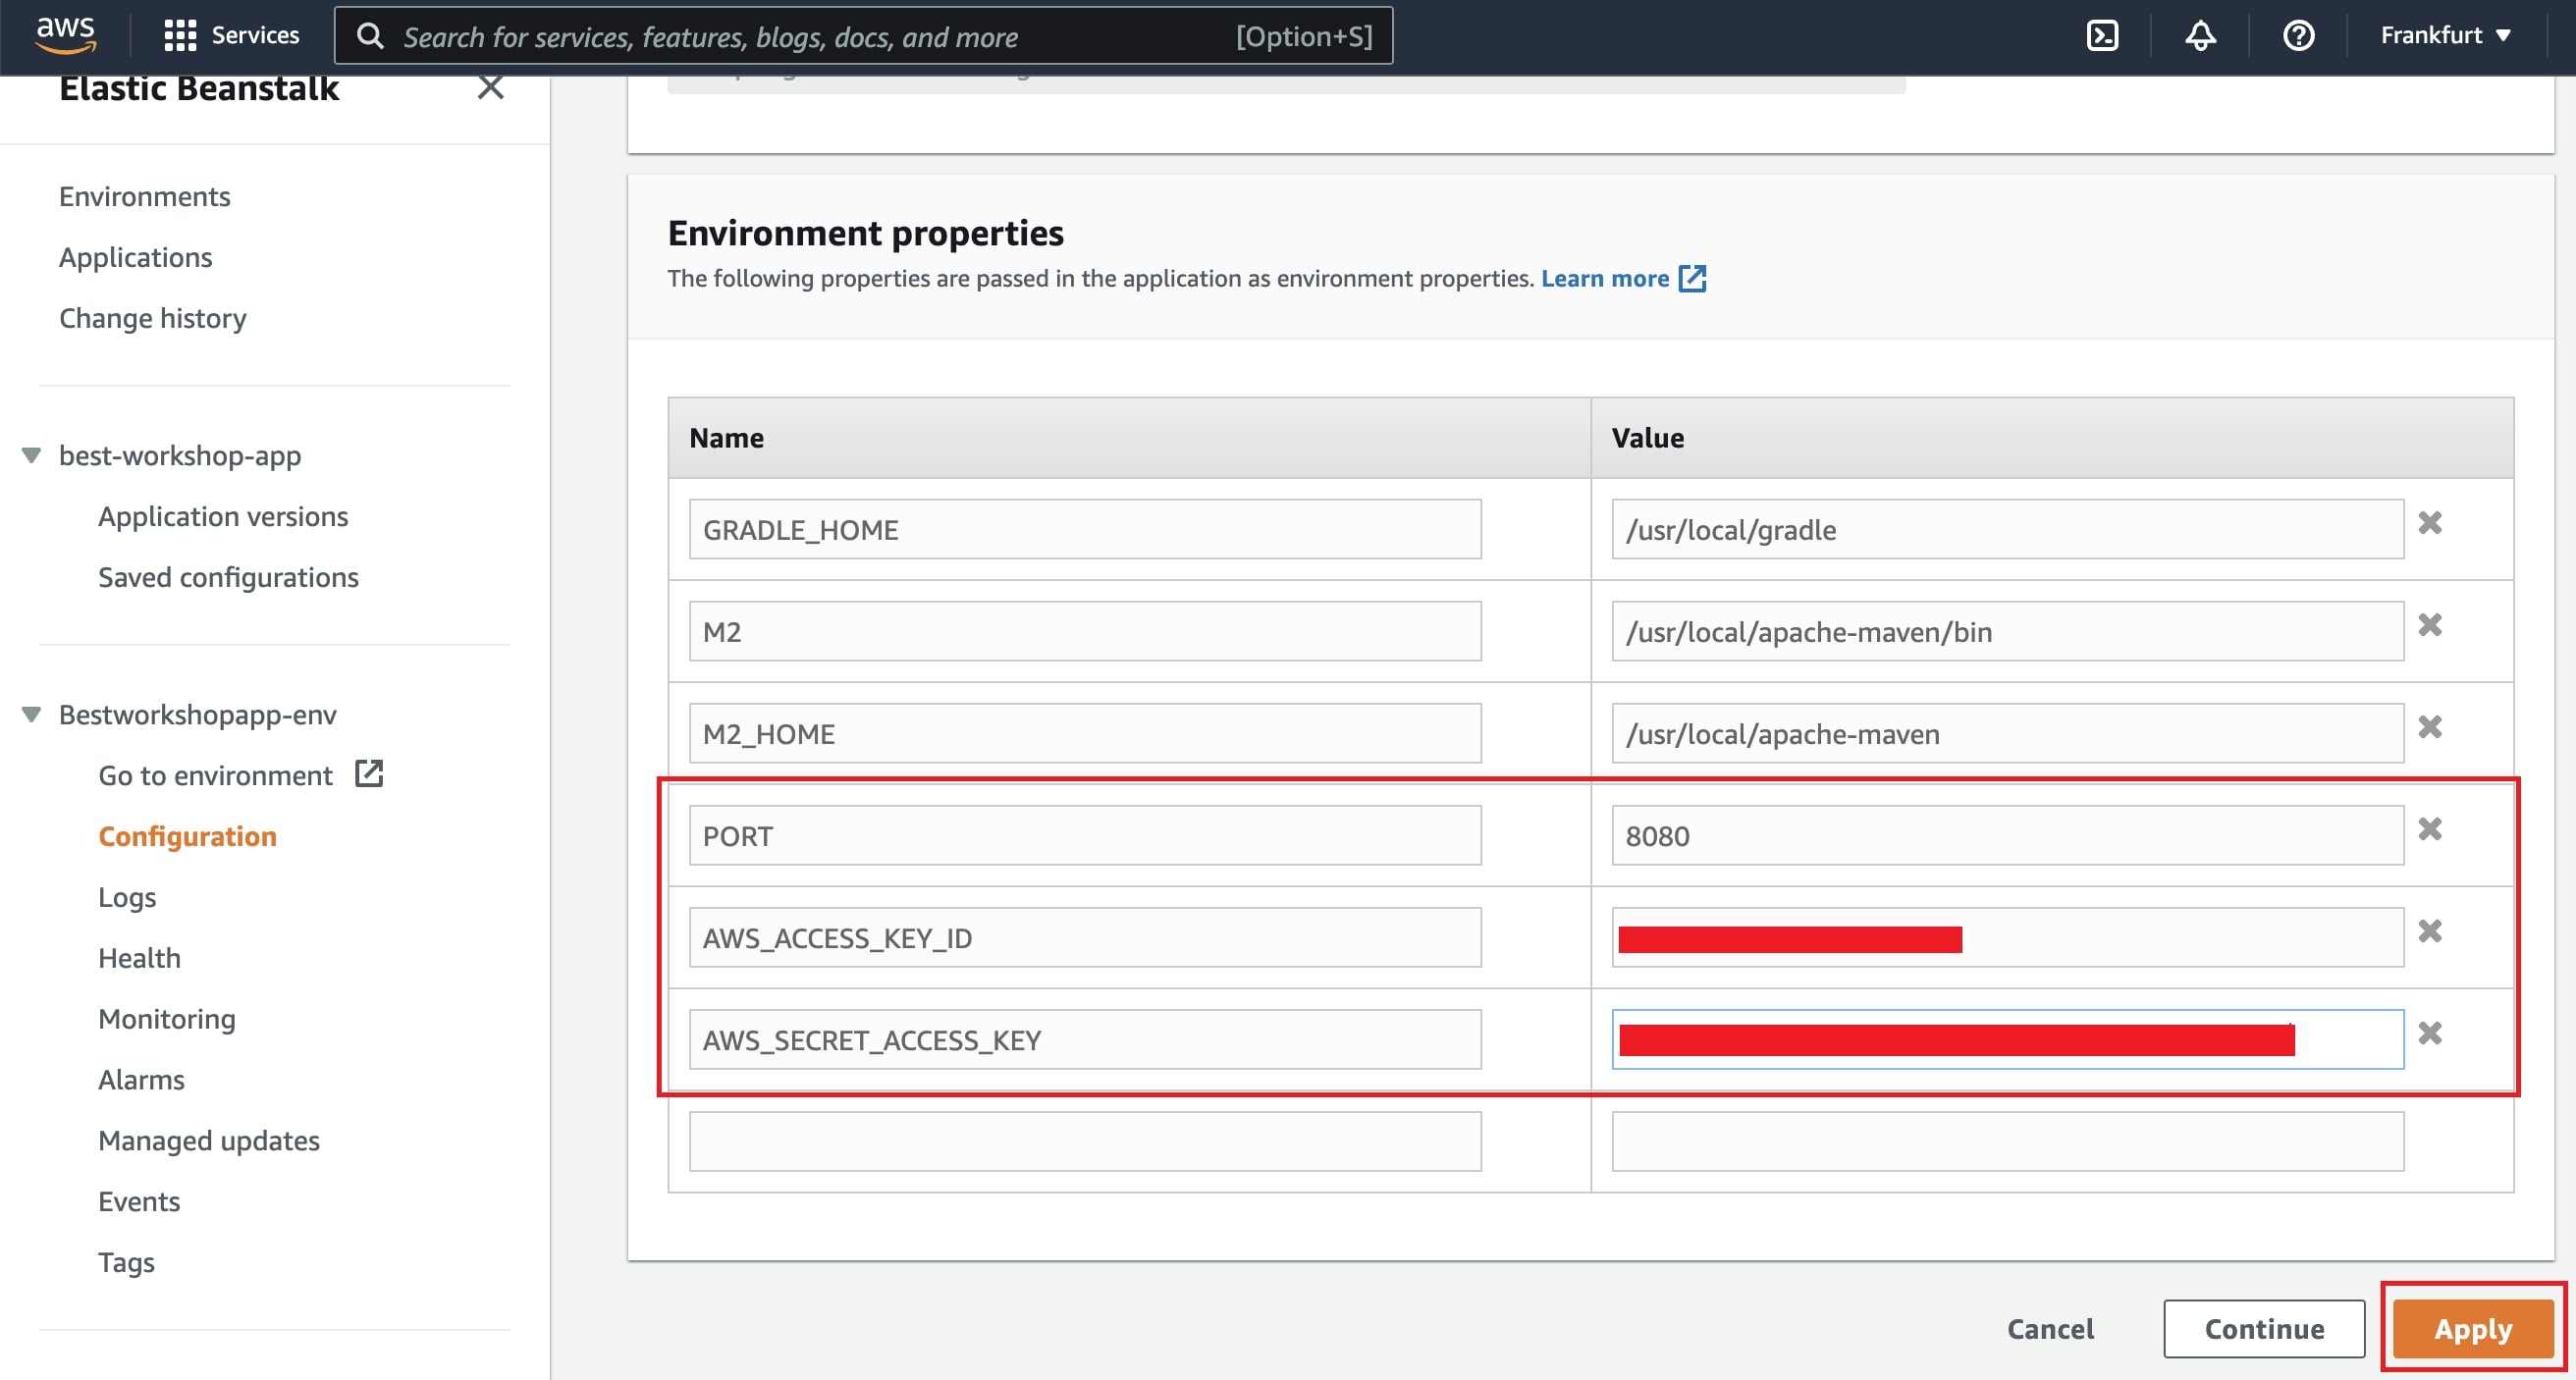 aws
Services
Search for services, features, blogs, docs, and more
[Option+S]
Frankfurt
Elastic Beanstalk
Environments
Applications
Change history
best-workshop-app
Application versions
Saved configurations
Bestworkshopapp-env
Go to environment
Configuration
Logs
Health
Monitoring
Alarms
Managed updates
Events
Tags
Environment properties
The following properties are passed in the application as environment properties. Learn more
Name Value
GRADLE_HOME /usr/local/gradle
M2 /usr/local/apache-maven/bin
M2_HOME /usr/local/apache-maven
PORT 8080
AWS_ACCESS_KEY_ID
AWS_SECRET_ACCESS_KEY
Cancel Continue Apply